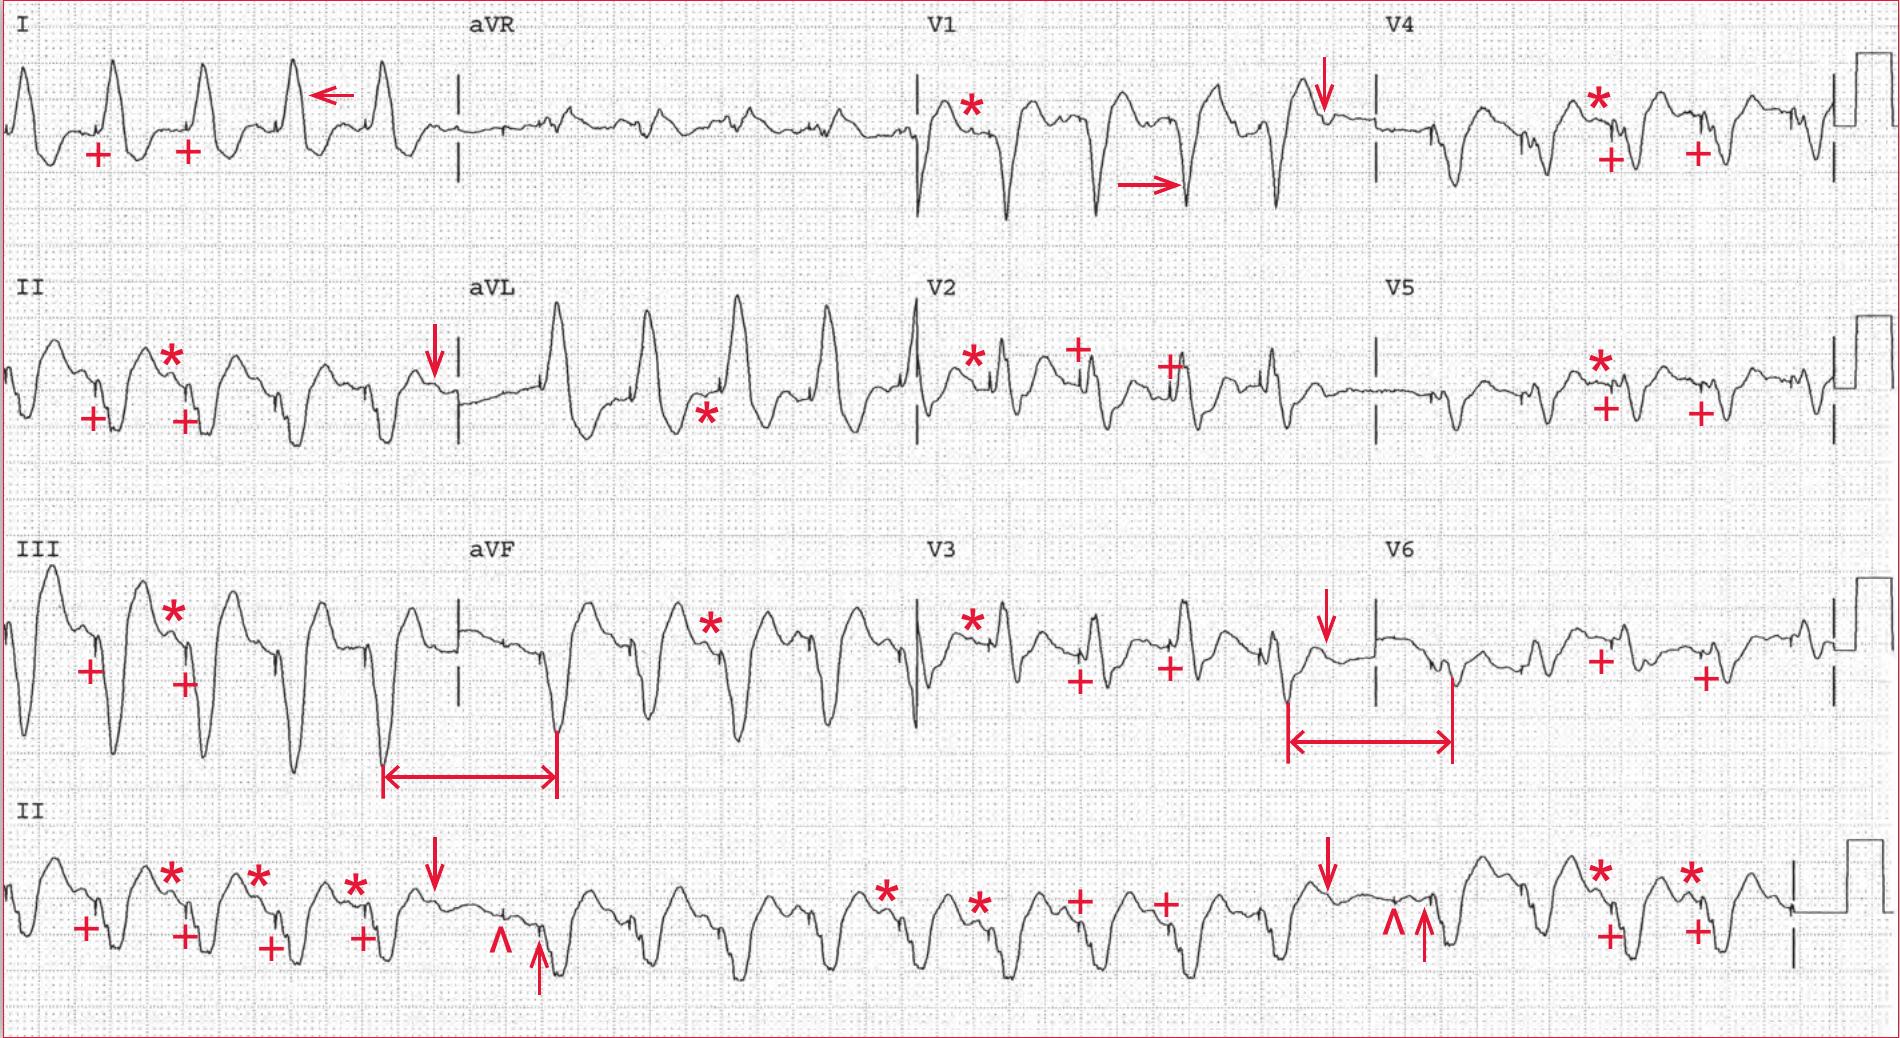 I aVR V1 V4
* *
+ + + +
II aVL V2 V5
* * * *
+ + + + + +
III aVF V3 V6
* * *
+ + + + + +
II
* * * * * * *
+ + + + + + + +
^ ^